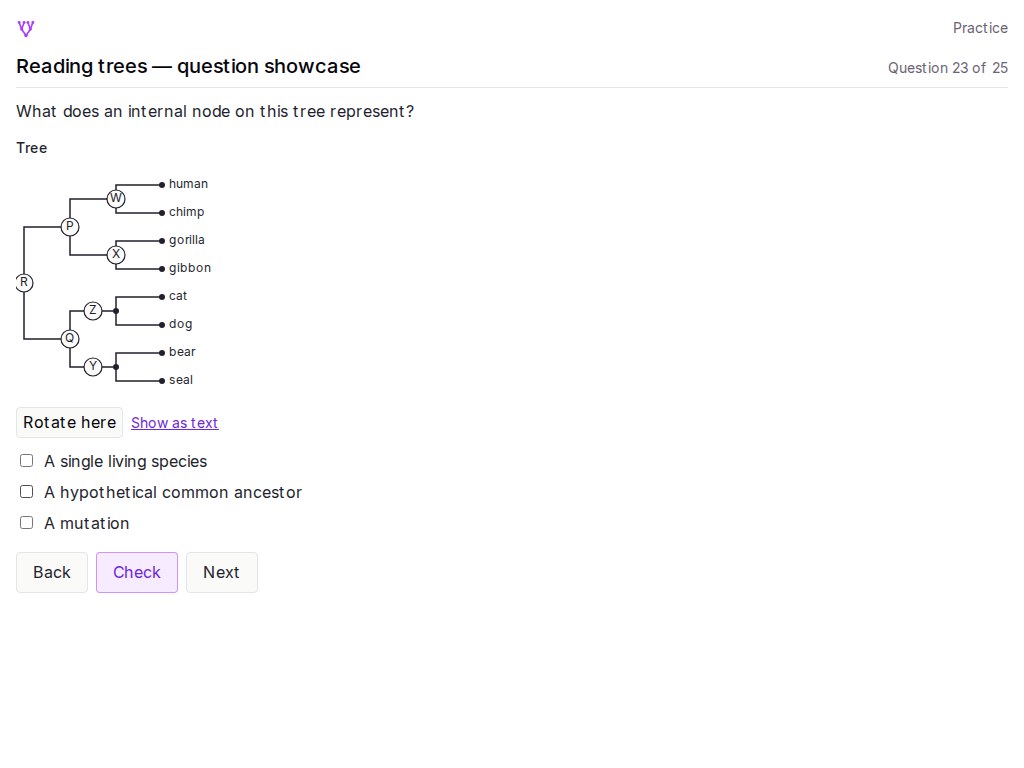 Practice
Reading trees — question showcase
Question 23 of 25
What does an internal node on this tree represent?
Tree
human
W
chimp
P
gorilla
X
gibbon
R
cat
Z
dog
Q
bear
Y
seal
Rotate here Show as text
A single living species
A hypothetical common ancestor
A mutation
Back Check Next